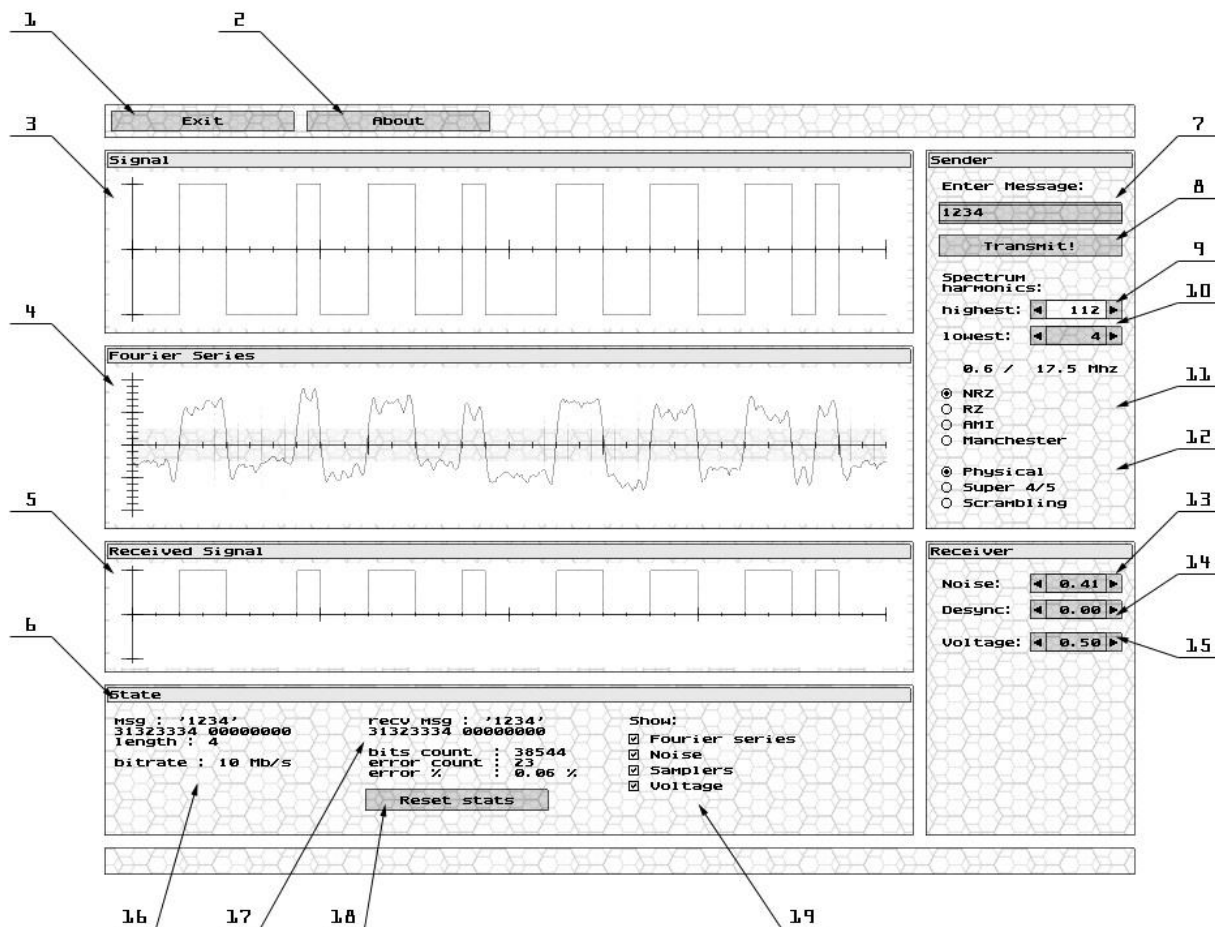 1
2
3
Exit
About
7
Signal
Sender
8
Enter Message:
1234
Transmit!
9
Spectrum
harmonics:
10
4
highest: 112
lowest: 4
Fourier Series
0.6 / 17.5 Mhz
11
NRZ
RZ
AMI
Manchester
12
Physical
Super 4/5
Scrambling
5
13
Received Signal
Receiver
14
Noise: 0.41
Desync: 0.00
6
15
Voltage: 0.50
State
msg : '1234'
31323334 00000000
length : 4
bitrate : 10 Mb/s
recv msg : '1234'
31323334 00000000
bits count : 38544
error count : 23
error % : 0.06 %
Reset stats
Show:
Fourier series
Noise
Samplers
Voltage
16
17
18
19